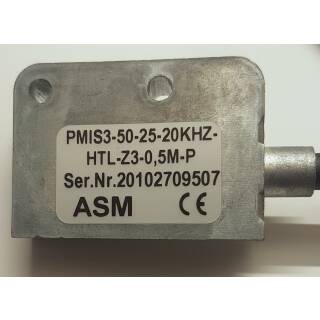 PMIS3-50-25-20KHZ-
HTL-Z3-0,5M-P
Ser.Nr.20102709507
ASM CE